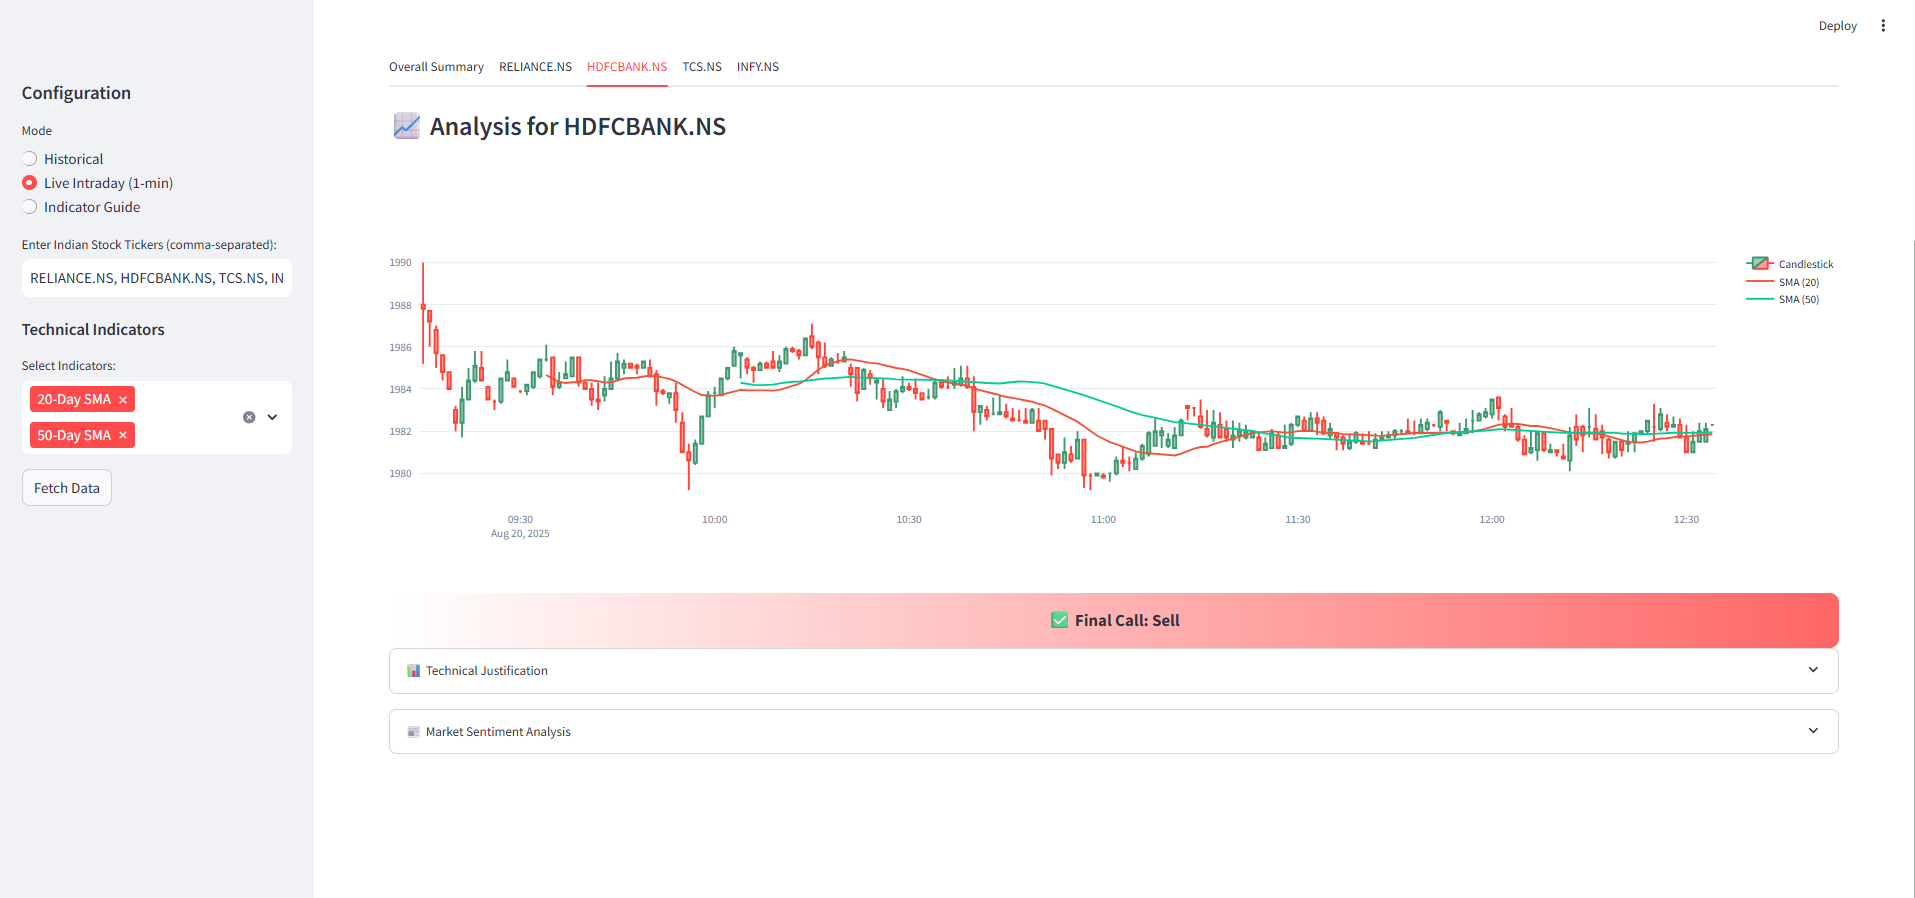 Deploy
Configuration
Mode
Historical
Live Intraday (1-min)
Indicator Guide
Enter Indian Stock Tickers (comma-separated):
RELIANCE.NS, HDFCBANK.NS, TCS.NS, IN
Technical Indicators
Select Indicators:
20-Day SMA ×
50-Day SMA ×
Fetch Data
Overall Summary RELIANCE.NS HDFCBANK.NS TCS.NS INFY.NS
Analysis for HDFCBANK.NS
1990
1988
1986
1984
1982
1980
09:30 10:00 10:30 11:00 11:30 12:00 12:30
Aug 20, 2025
Candlestick
SMA (20)
SMA (50)
Final Call: Sell
Technical Justification
Market Sentiment Analysis